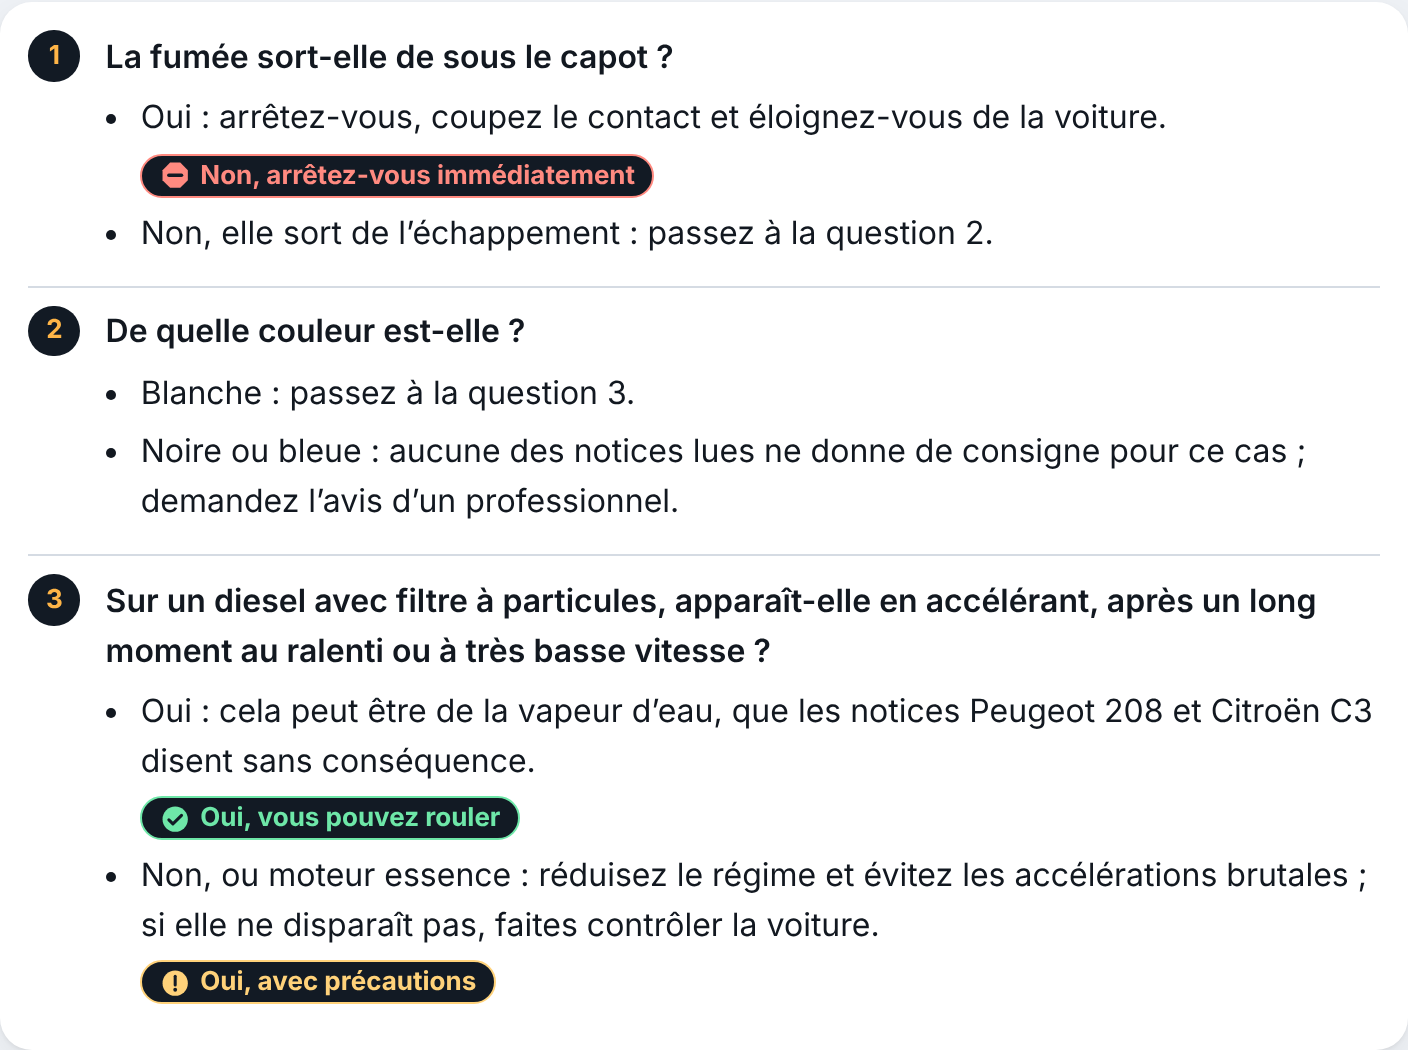 1 La fumée sort-elle de sous le capot ?
• Oui : arrêtez-vous, coupez le contact et éloignez-vous de la voiture.
Non, arrêtez-vous immédiatement
• Non, elle sort de l’échappement : passez à la question 2.
2 De quelle couleur est-elle ?
• Blanche : passez à la question 3.
• Noire ou bleue : aucune des notices lues ne donne de consigne pour ce cas ;
demandez l’avis d’un professionnel.
3 Sur un diesel avec filtre à particules, apparaît-elle en accélérant, après un long
moment au ralenti ou à très basse vitesse ?
• Oui : cela peut être de la vapeur d’eau, que les notices Peugeot 208 et Citroën C3
disent sans conséquence.
Oui, vous pouvez rouler
• Non, ou moteur essence : réduisez le régime et évitez les accélérations brutales ;
si elle ne disparaît pas, faites contrôler la voiture.
Oui, avec précautions